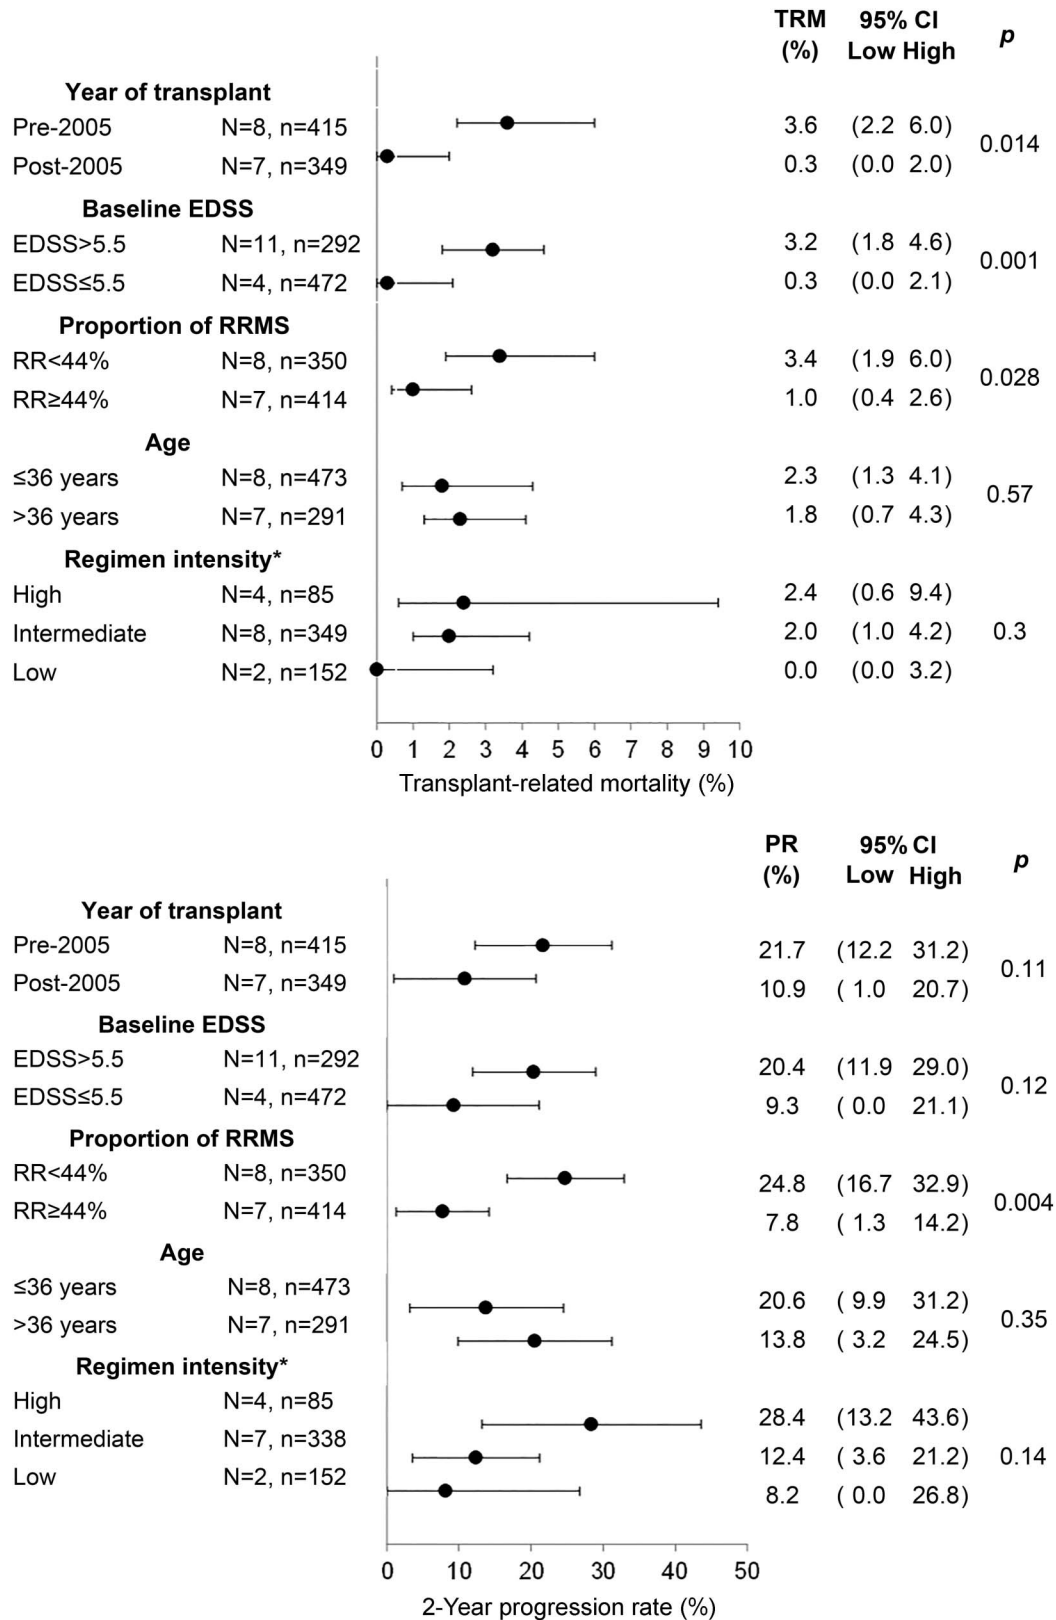 TRM 95% CI p
(%) Low High
Year of transplant
Pre-2005 N=8, n=415 3.6 (2.2 6.0) 0.014
Post-2005 N=7, n=349 0.3 (0.0 2.0)
Baseline EDSS
EDSS>5.5 N=11, n=292 3.2 (1.8 4.6) 0.001
EDSS≤5.5 N=4, n=472 0.3 (0.0 2.1)
Proportion of RRMS
RR<44% N=8, n=350 3.4 (1.9 6.0) 0.028
RR≥44% N=7, n=414 1.0 (0.4 2.6)
Age
≤36 years N=8, n=473 2.3 (1.3 4.1) 0.57
>36 years N=7, n=291 1.8 (0.7 4.3)
Regimen intensity*
High N=4, n=85 2.4 (0.6 9.4)
Intermediate N=8, n=349 2.0 (1.0 4.2) 0.3
Low N=2, n=152 0.0 (0.0 3.2)
0 1 2 3 4 5 6 7 8 9 10
Transplant-related mortality (%)
PR 95% CI p
(%) Low High
Year of transplant
Pre-2005 N=8, n=415 21.7 (12.2 31.2) 0.11
Post-2005 N=7, n=349 10.9 ( 1.0 20.7)
Baseline EDSS
EDSS>5.5 N=11, n=292 20.4 (11.9 29.0) 0.12
EDSS≤5.5 N=4, n=472 9.3 ( 0.0 21.1)
Proportion of RRMS
RR<44% N=8, n=350 24.8 (16.7 32.9) 0.004
RR≥44% N=7, n=414 7.8 ( 1.3 14.2)
Age
≤36 years N=8, n=473 20.6 ( 9.9 31.2) 0.35
>36 years N=7, n=291 13.8 ( 3.2 24.5)
Regimen intensity*
High N=4, n=85 28.4 (13.2 43.6)
Intermediate N=7, n=338 12.4 ( 3.6 21.2) 0.14
Low N=2, n=152 8.2 ( 0.0 26.8)
0 10 20 30 40 50
2-Year progression rate (%)